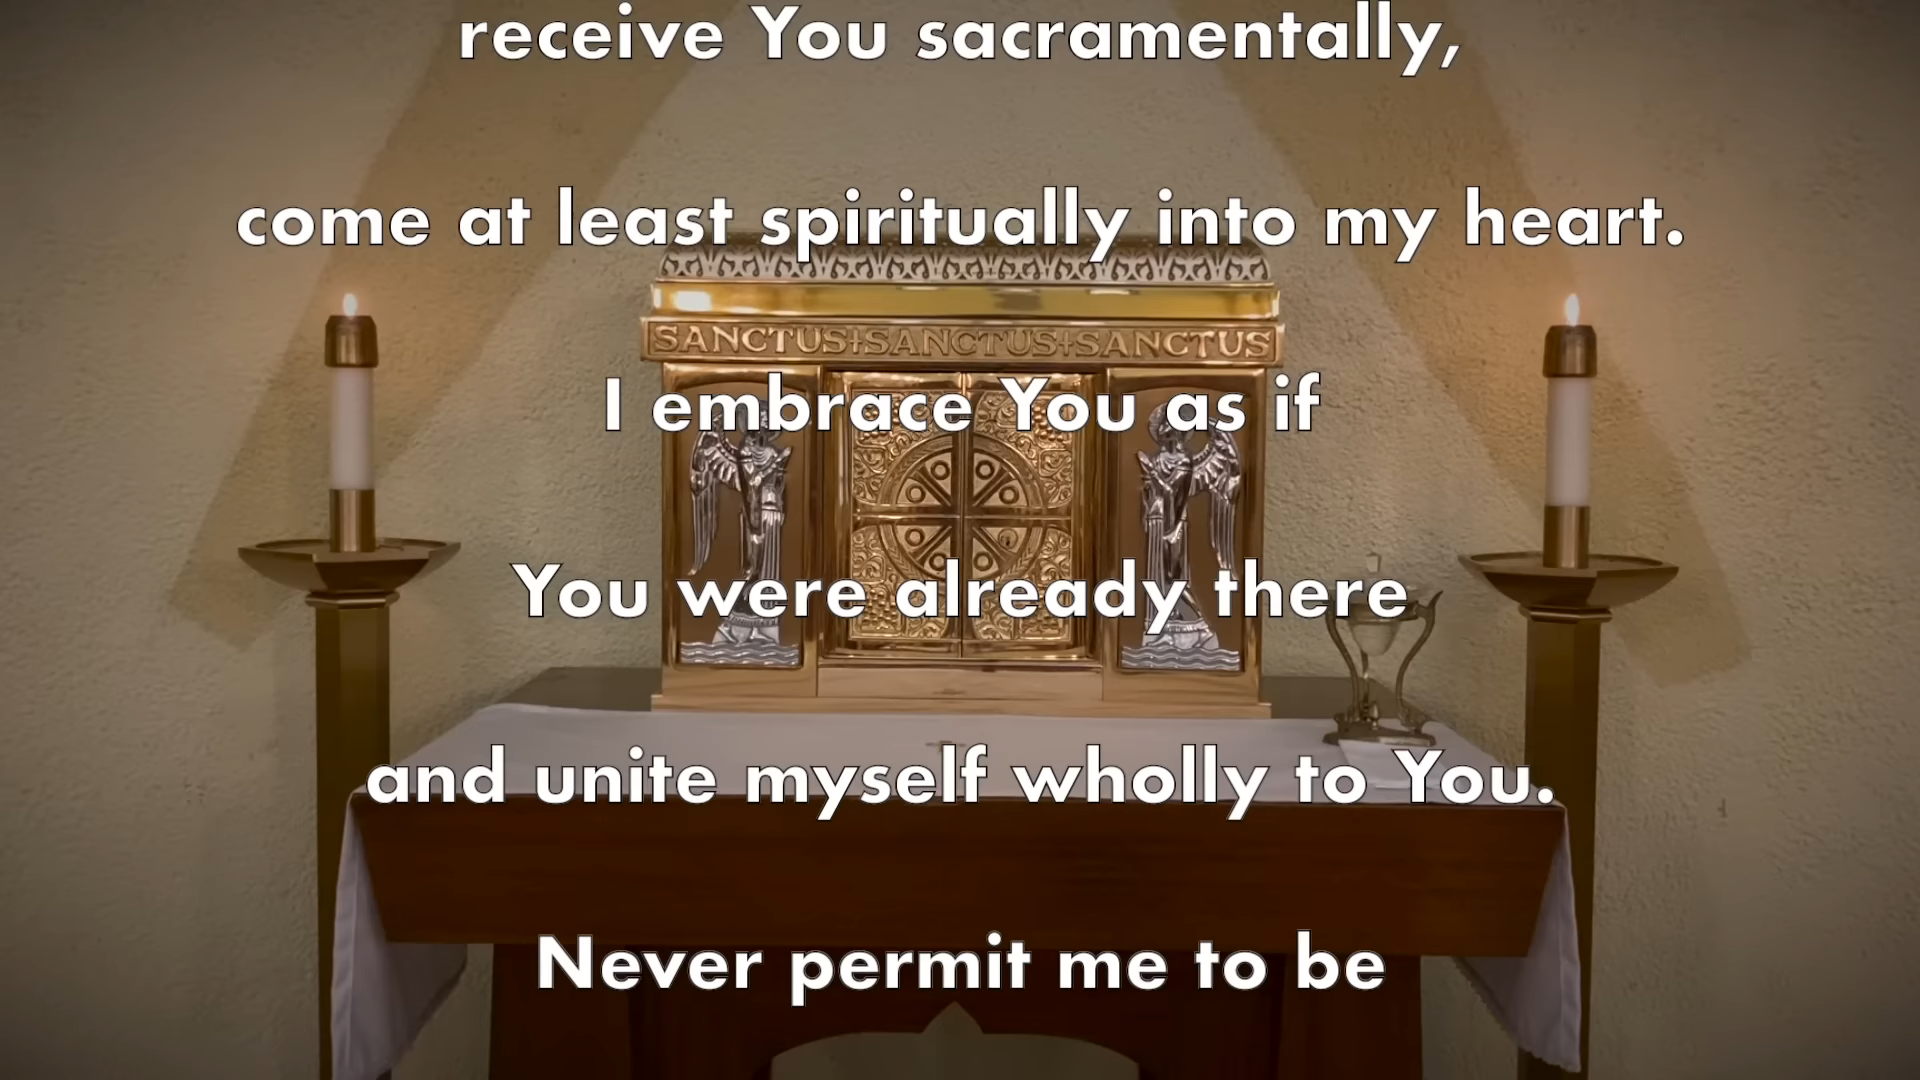 receive You sacramentally,
come at least spiritually into my heart.
SANCTUS+SANCTUS+SANCTUS
I embrace You as if
You were already there
and unite myself wholly to You.
Never permit me to be